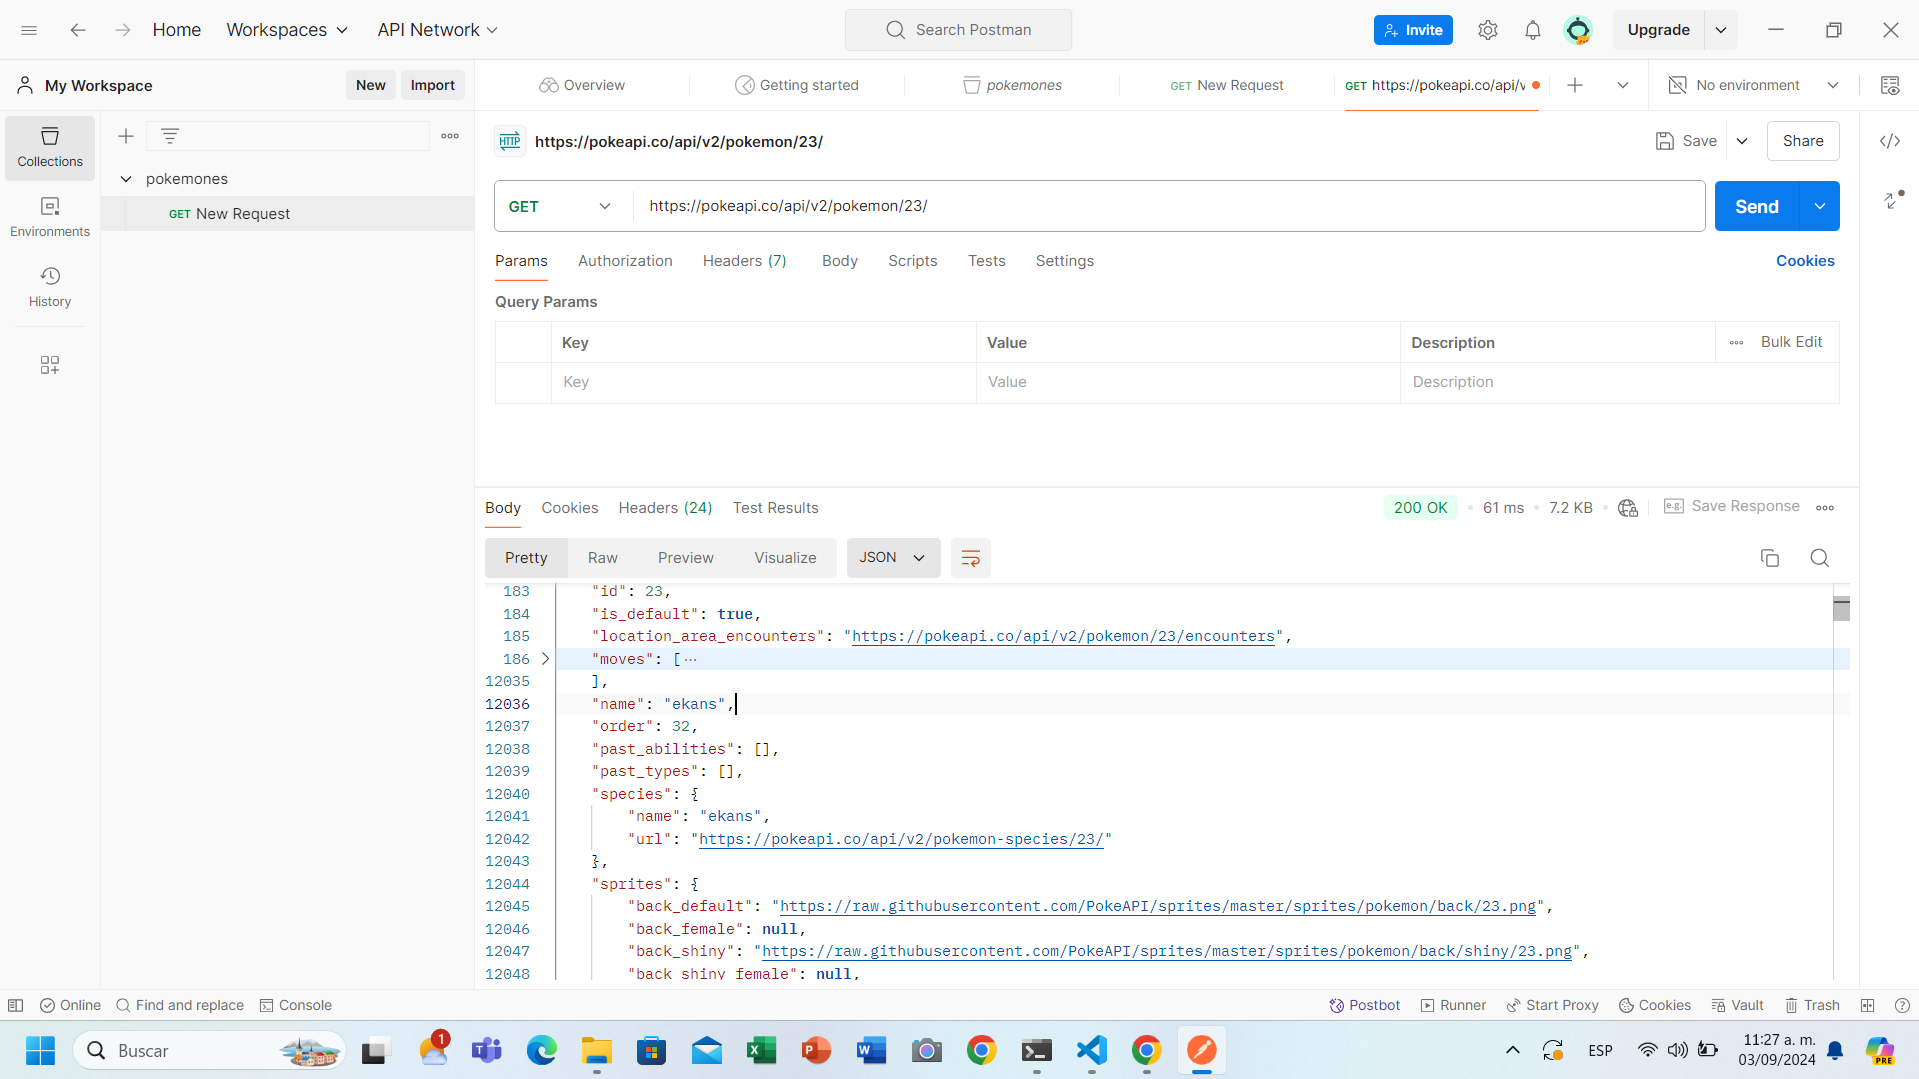 Home Workspaces API Network Search Postman Invite Upgrade
My Workspace New Import Overview Getting started pokemones GET New Request GET https://pokeapi.co/api/v No environment
Collections
Environments
History
pokemones
GET New Request
HTTP https://pokeapi.co/api/v2/pokemon/23/ Save Share
GET https://pokeapi.co/api/v2/pokemon/23/ Send
Params Authorization Headers (7) Body Scripts Tests Settings Cookies
Query Params
Key Value Description Bulk Edit
Key Value Description
Body Cookies Headers (24) Test Results 200 OK 61 ms 7.2 KB e.g. Save Response
Pretty Raw Preview Visualize JSON
183 "id": 23,
184 "is_default": true,
185 "location_area_encounters": "https://pokeapi.co/api/v2/pokemon/23/encounters",
186 "moves": [ ···
12035 ],
12036 "name": "ekans",
12037 "order": 32,
12038 "past_abilities": [],
12039 "past_types": [],
12040 "species": {
12041 "name": "ekans",
12042 "url": "https://pokeapi.co/api/v2/pokemon-species/23/"
12043 },
12044 "sprites": {
12045 "back_default": "https://raw.githubusercontent.com/PokeAPI/sprites/master/sprites/pokemon/back/23.png",
12046 "back_female": null,
12047 "back_shiny": "https://raw.githubusercontent.com/PokeAPI/sprites/master/sprites/pokemon/back/shiny/23.png",
12048 "back_shiny_female": null,
Online Find and replace Console Postbot Runner Start Proxy Cookies Vault Trash
Buscar 1 ESP 11:27 a. m.
03/09/2024
PRE